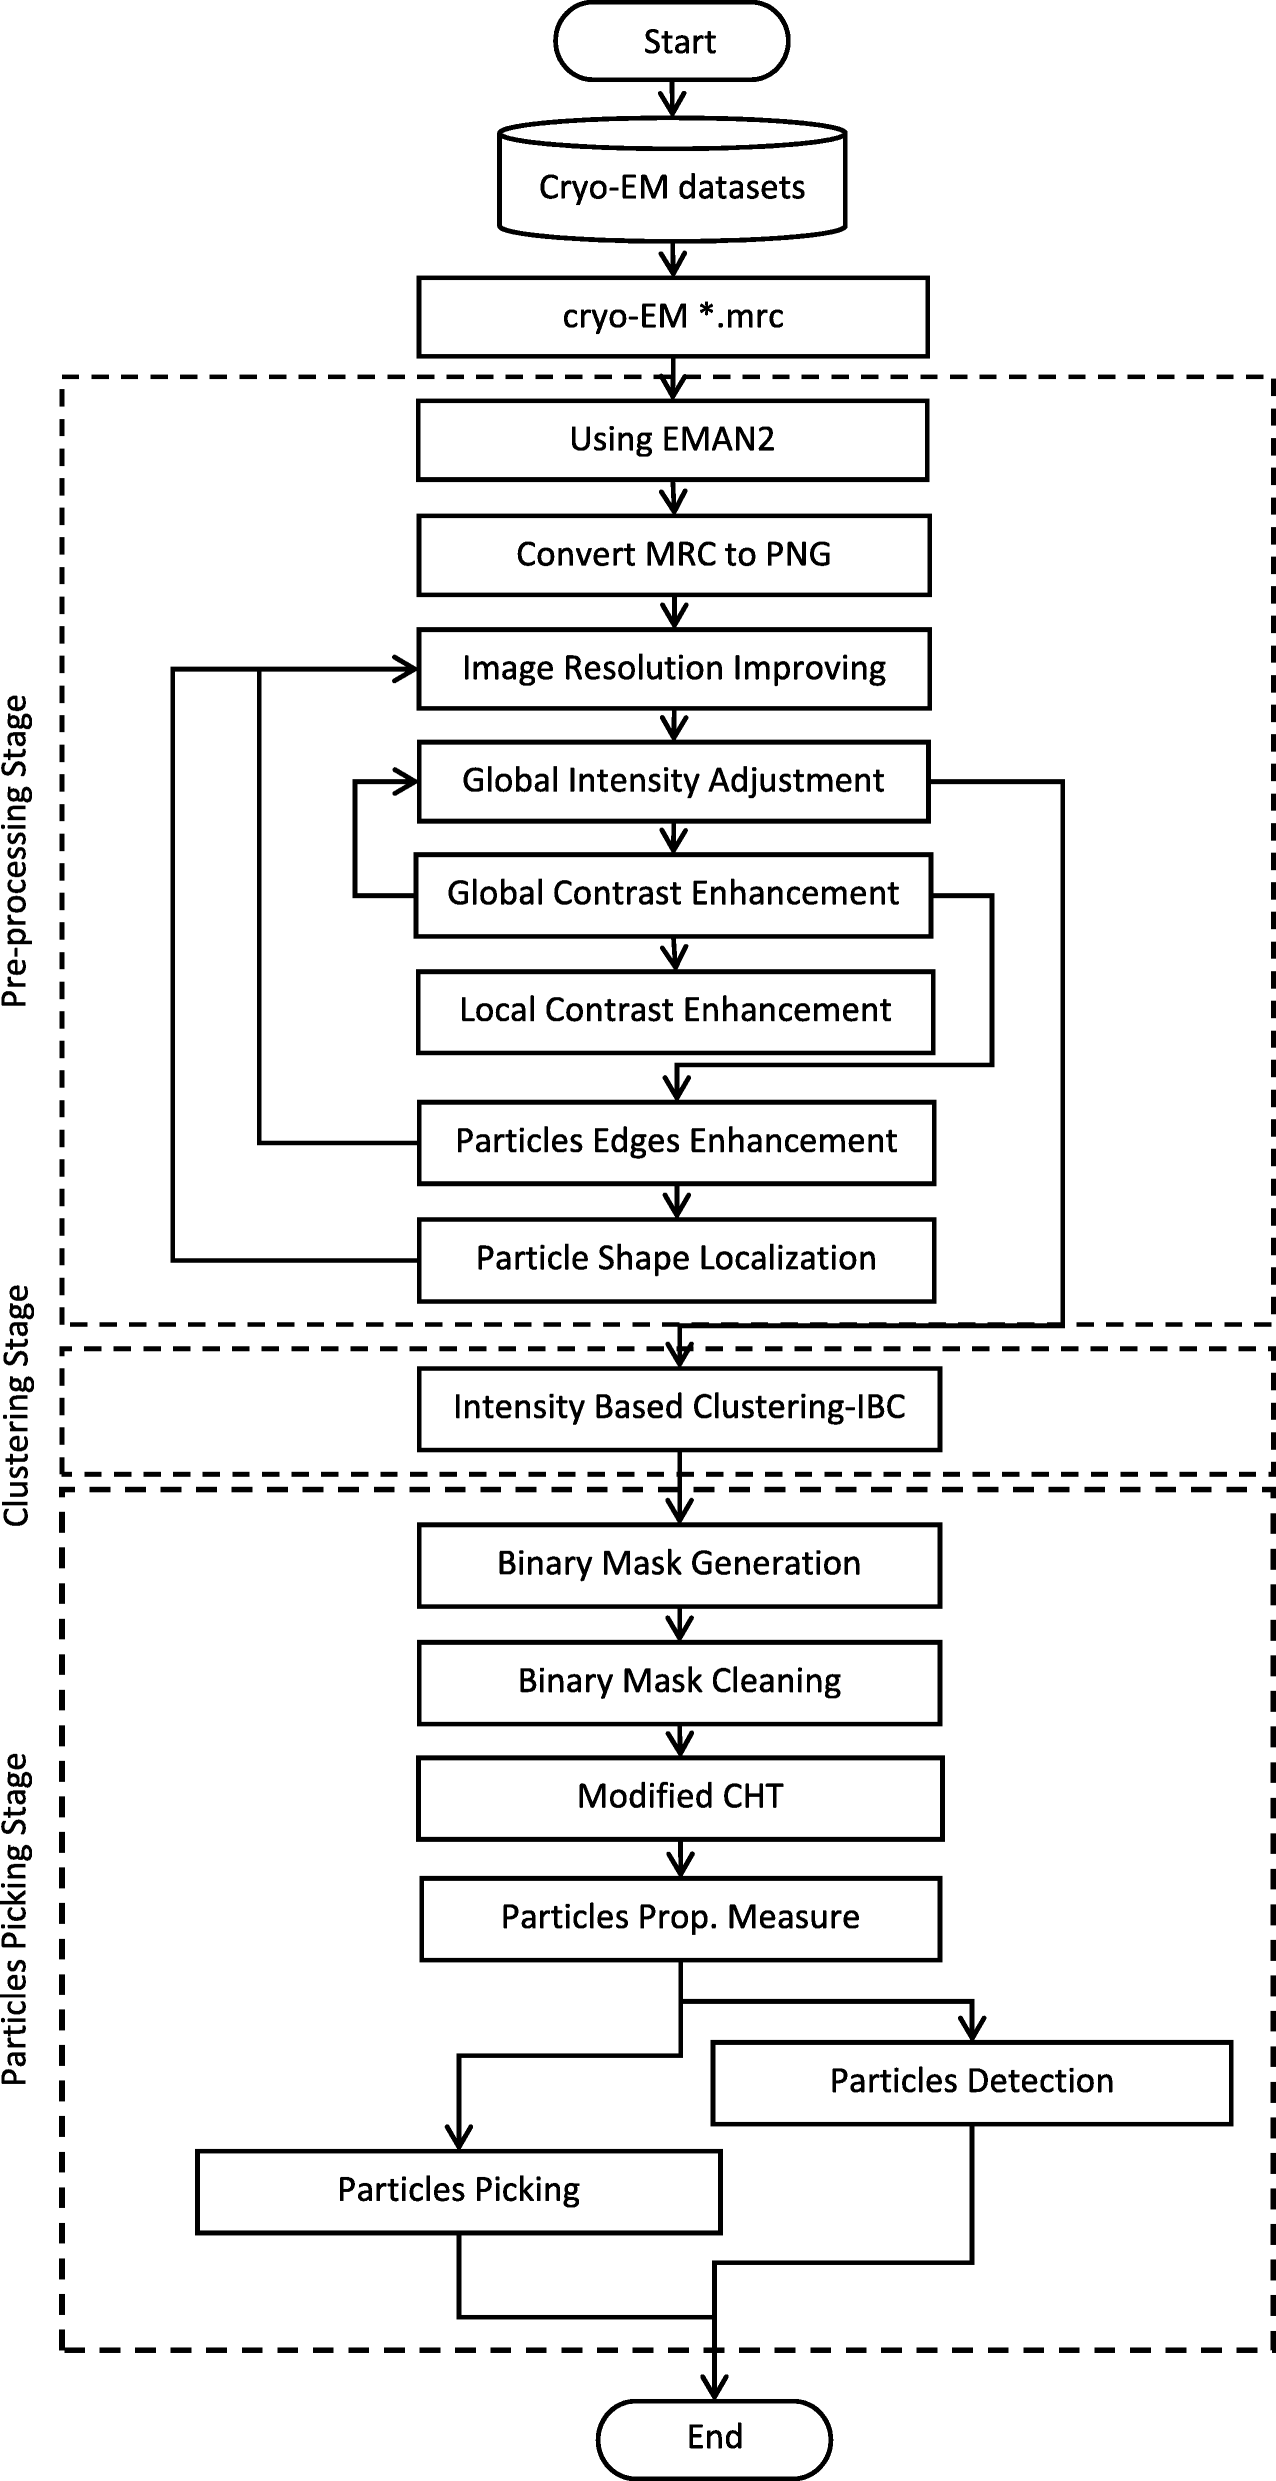 Start
Cryo-EM datasets
cryo-EM *.mrc
Pre-processing Stage
Using EMAN2
Convert MRC to PNG
Image Resolution Improving
Global Intensity Adjustment
Global Contrast Enhancement
Local Contrast Enhancement
Particles Edges Enhancement
Particle Shape Localization
Clustering Stage
Intensity Based Clustering-IBC
Particles Picking Stage
Binary Mask Generation
Binary Mask Cleaning
Modified CHT
Particles Prop. Measure
Particles Detection
Particles Picking
End